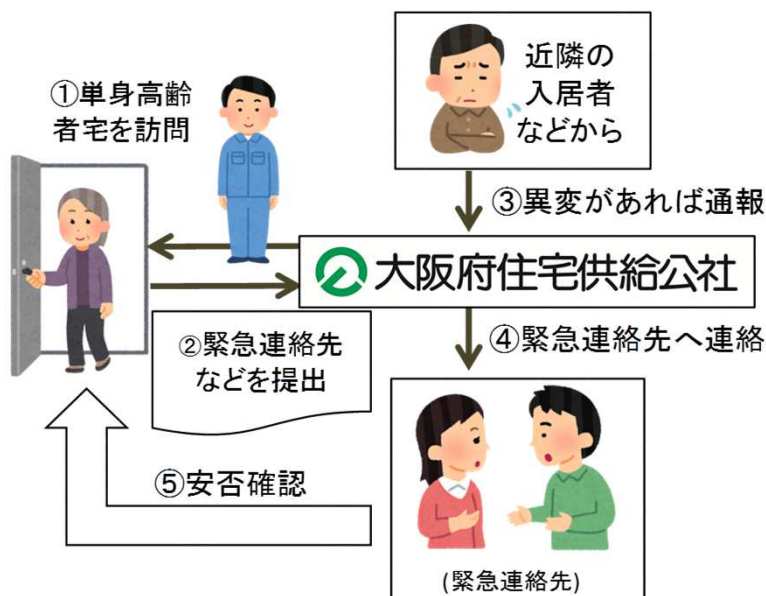 ①単身高齢
者宅を訪問
近隣の
入居者
などから
③異変があれば通報
大阪府住宅供給公社
②緊急連絡先
などを提出
④緊急連絡先へ連絡
⑤安否確認
(緊急連絡先)